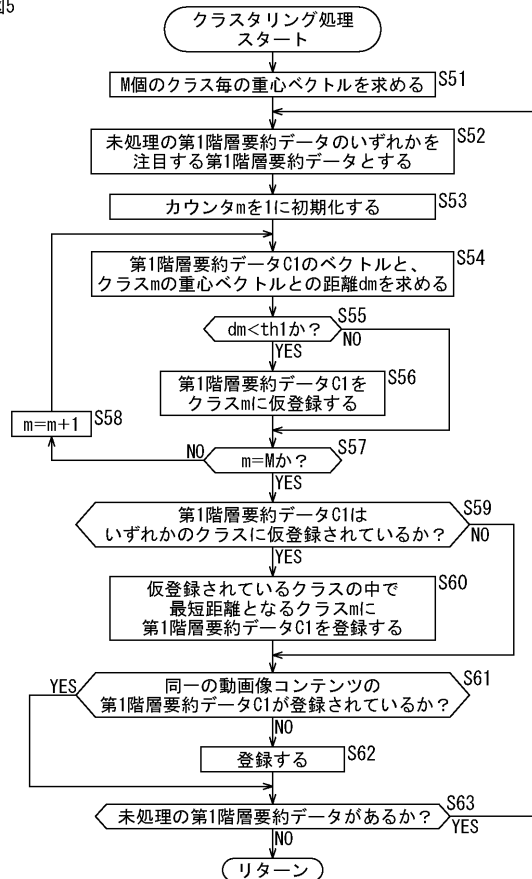 図5
クラスタリング処理
スタート
M個のクラス毎の重心ベクトルを求める
S51
未処理の第1階層要約データのいずれかを
注目する第1階層要約データとする
S52
カウンタmを1に初期化する
S53
第1階層要約データC1のベクトルと、
クラスmの重心ベクトルとの距離dmを求める
S54
dm<th1か?
S55
NO
YES
第1階層要約データC1を
クラスmに仮登録する
S56
m=m+1
S58
m=Mか?
S57
NO
YES
第1階層要約データC1は
いずれかのクラスに仮登録されているか?
S59
NO
YES
仮登録されているクラスの中で
最短距離となるクラスmに
第1階層要約データC1を登録する
S60
同一の動画像コンテンツの
第1階層要約データC1が登録されているか?
S61
YES
NO
登録する
S62
未処理の第1階層要約データがあるか?
S63
YES
NO
リターン